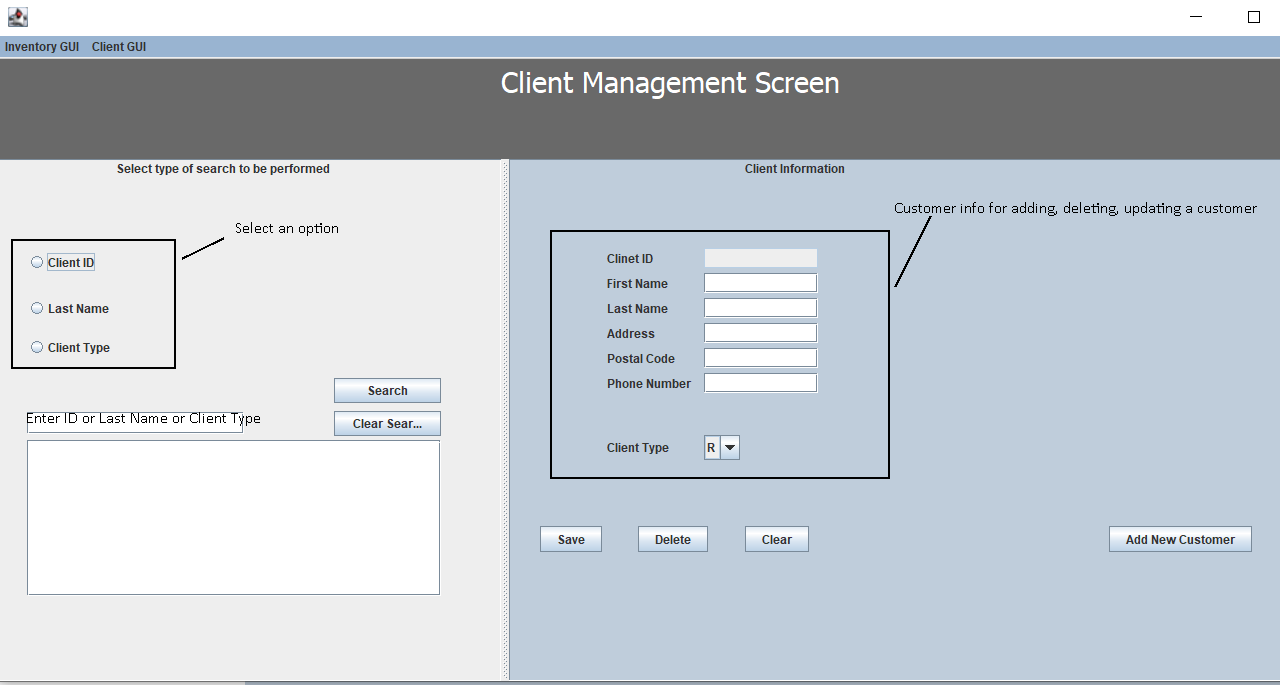 Inventory GUI Client GUI
Client Management Screen
Select type of search to be performed
Select an option
Client ID
Last Name
Client Type
Search
Enter ID or Last Name or Client Type
Clear Sear...
Client Information
Customer info for adding, deleting, updating a customer
Clinet ID
First Name
Last Name
Address
Postal Code
Phone Number
Client Type R
Save Delete Clear Add New Customer